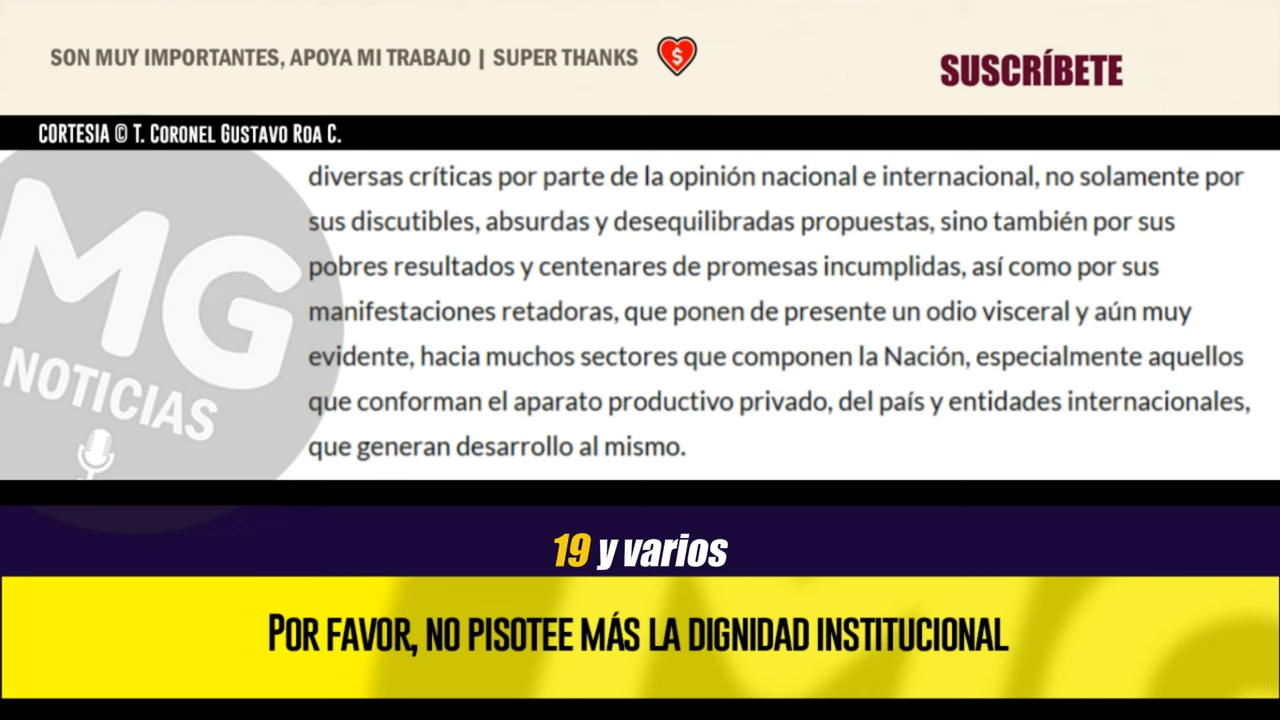 SON MUY IMPORTANTES, APOYA MI TRABAJO | SUPER THANKS $
SUSCRÍBETE
CORTESIA © T. CORONEL GUSTAVO ROA C.
diversas críticas por parte de la opinión nacional e internacional, no solamente por
sus discutibles, absurdas y desequilibradas propuestas, sino también por sus
pobres resultados y centenares de promesas incumplidas, así como por sus
manifestaciones retadoras, que ponen de presente un odio visceral y aún muy
evidente, hacia muchos sectores que componen la Nación, especialmente aquellos
que conforman el aparato productivo privado, del país y entidades internacionales,
que generan desarrollo al mismo.
MG
NOTICIAS
19 y varios
POR FAVOR, NO PISOTEE MÁS LA DIGNIDAD INSTITUCIONAL